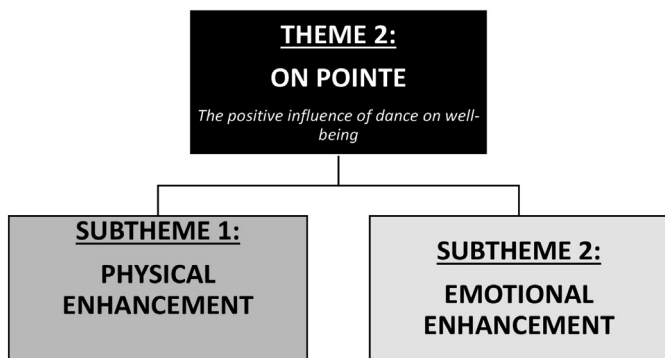 THEME 2:
ON POINTE
The positive influence of dance on well-
being
SUBTHEME 1:
PHYSICAL
ENHANCEMENT
SUBTHEME 2:
EMOTIONAL
ENHANCEMENT